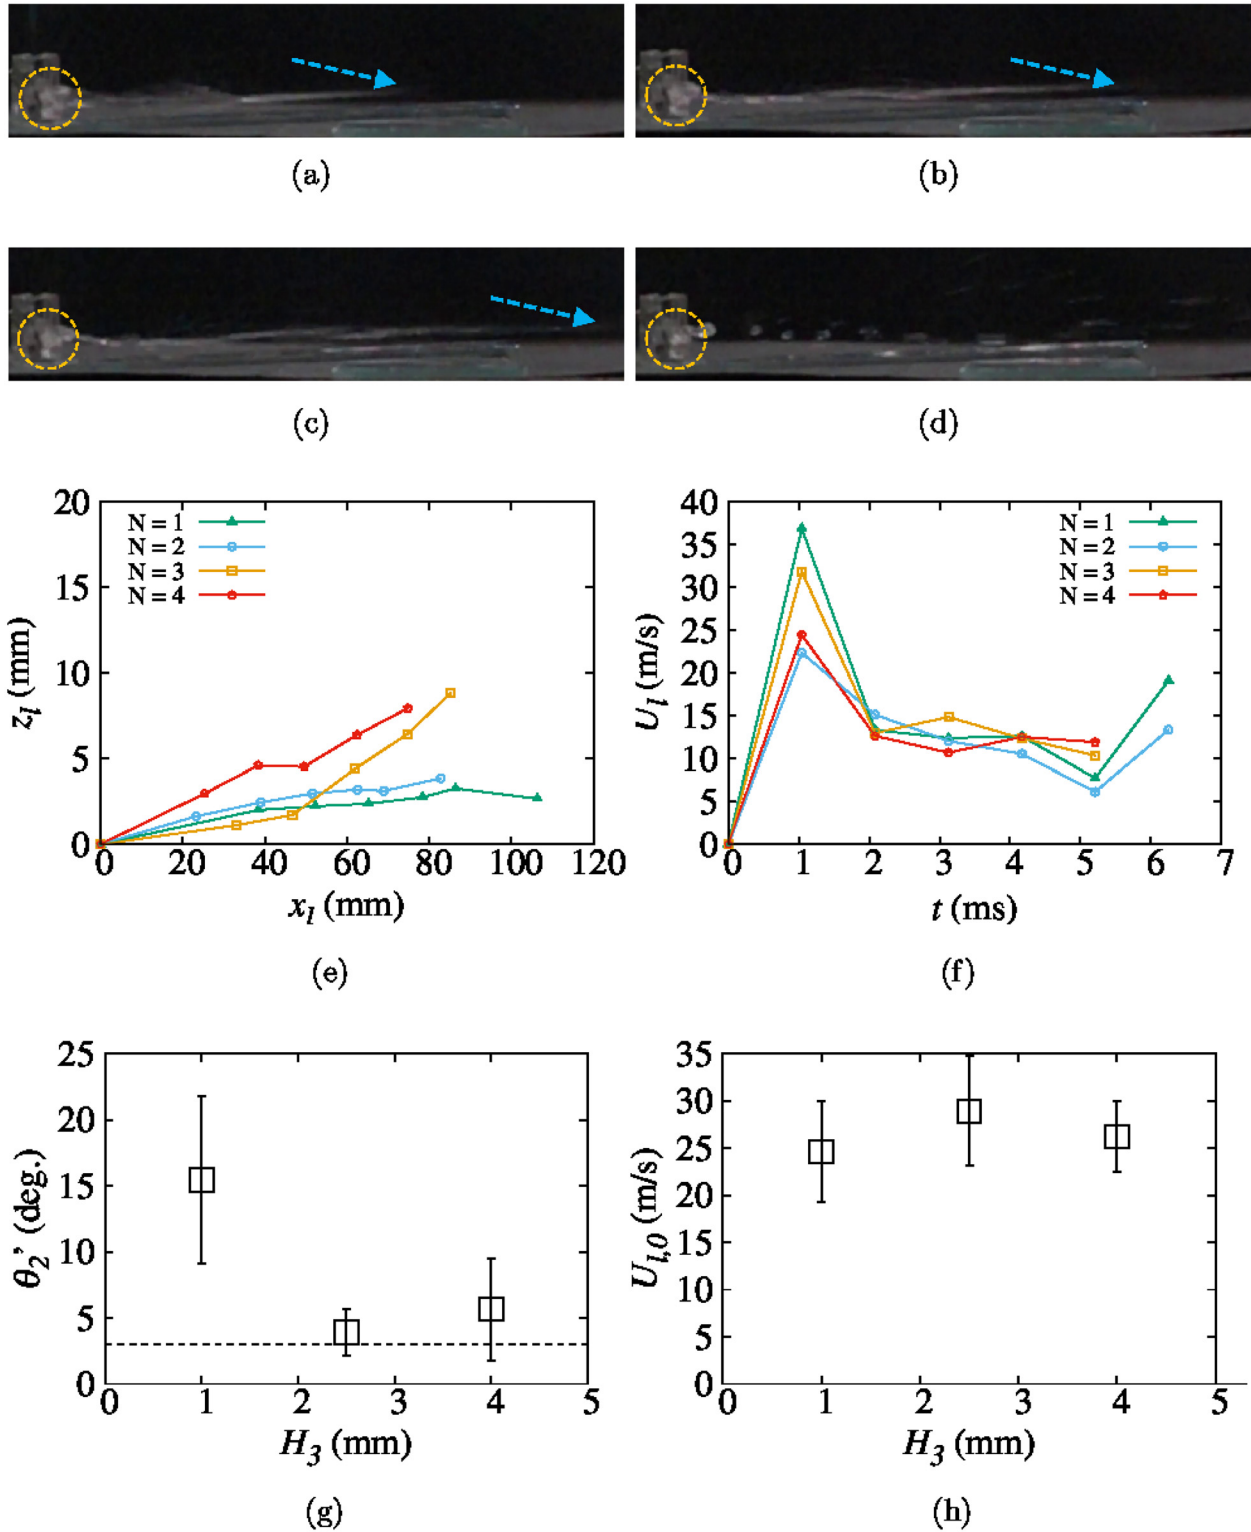 (a)
(b)
(c)
(d)
20
15
10
5
0
z_l (mm)
N = 1
N = 2
N = 3
N = 4
0 20 40 60 80 100 120
x_l (mm)
(e)
40
35
30
25
20
15
10
5
0
U_l (m/s)
N = 1
N = 2
N = 3
N = 4
0 1 2 3 4 5 6 7
t (ms)
(f)
25
20
15
10
5
0
θ_2' (deg.)
0 1 2 3 4 5
H_3 (mm)
(g)
35
30
25
20
15
10
5
0
U_{l,0} (m/s)
0 1 2 3 4 5
H_3 (mm)
(h)